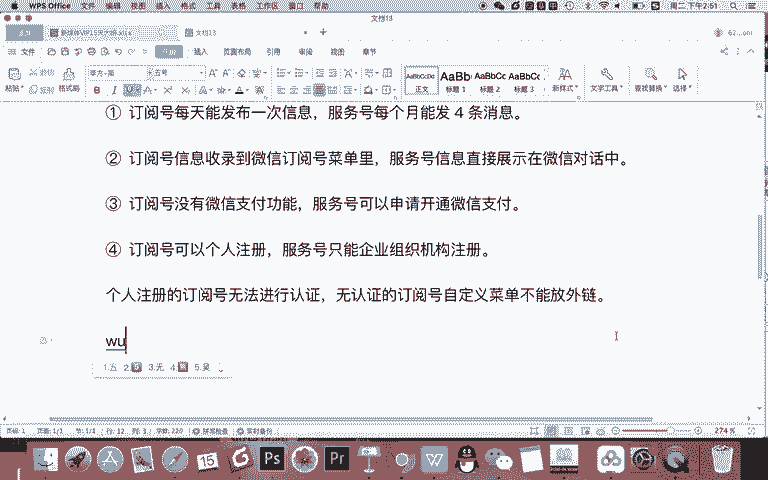 WPS Office 文件 编辑 视图 插入 格式 工具 表格 工作区 窗口 帮助
周二下午2:51
文档13
文档13
文件 开始 插入 页面布局 引用 审阅 视图 章节
粘贴 格式刷 五号 正文 标题 1 标题 2 标题 3 新样式 文字工具 查找替换 选择
① 订阅号每天能发布一次信息，服务号每个月能发 4 条消息。
② 订阅号信息收录到微信订阅号菜单里，服务号信息直接展示在微信对话中。
③ 订阅号没有微信支付功能，服务号可以申请开通微信支付。
④ 订阅号可以个人注册，服务号只能企业组织机构注册。
个人注册的订阅号无法进行认证，无认证的订阅号自定义菜单不能放外链。
wu
1.五 3.无 5.吴
274 %
15 Ps Pr